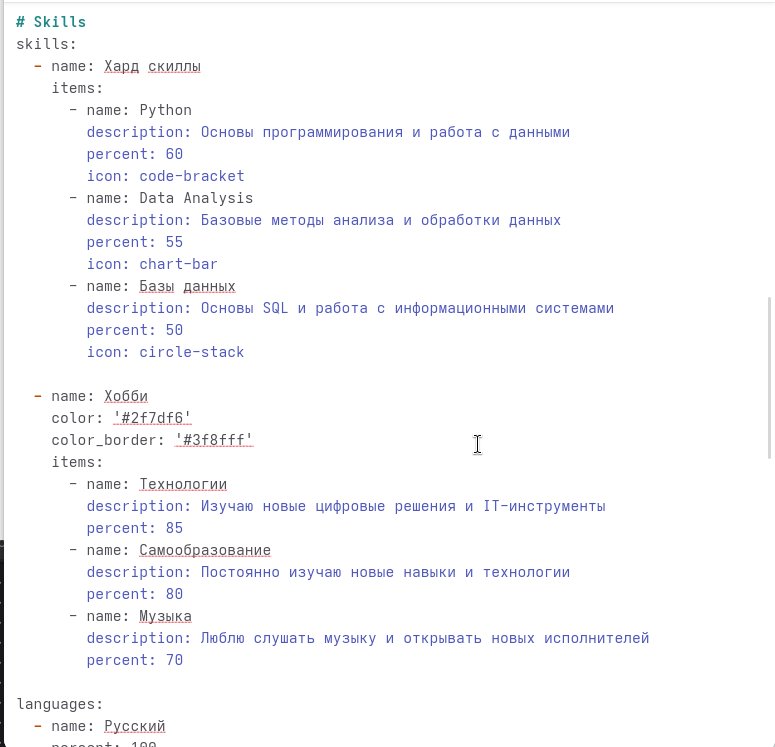 # Skills
skills:
  - name: Хард скиллы
    items:
      - name: Python
        description: Основы программирования и работа с данными
        percent: 60
        icon: code-bracket
      - name: Data Analysis
        description: Базовые методы анализа и обработки данных
        percent: 55
        icon: chart-bar
      - name: Базы данных
        description: Основы SQL и работа с информационными системами
        percent: 50
        icon: circle-stack

  - name: Хобби
    color: '#2f7df6'
    color_border: '#3f8fff'
    items:
      - name: Технологии
        description: Изучаю новые цифровые решения и IT-инструменты
        percent: 85
      - name: Самообразование
        description: Постоянно изучаю новые навыки и технологии
        percent: 80
      - name: Музыка
        description: Люблю слушать музыку и открывать новых исполнителей
        percent: 70

languages:
  - name: Русский
    percent: 100